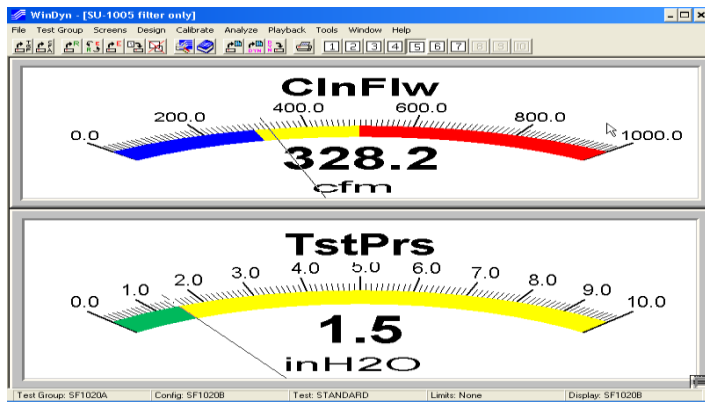 WinDyn - [SU-1005 filter only]
File Test Group Screens Design Calibrate Analyze Playback Tools Window Help
1 2 3 4 5 6 7 8 9 10
ClnFlw
0.0 200.0 400.0 600.0 800.0 1000.0
328.2
cfm
TstPrs
0.0 1.0 2.0 3.0 4.0 5.0 6.0 7.0 8.0 9.0 10.0
1.5
inH2O
Test Group: SF1020A Config: SF1020B Test: STANDARD Limits: None Display: SF1020B